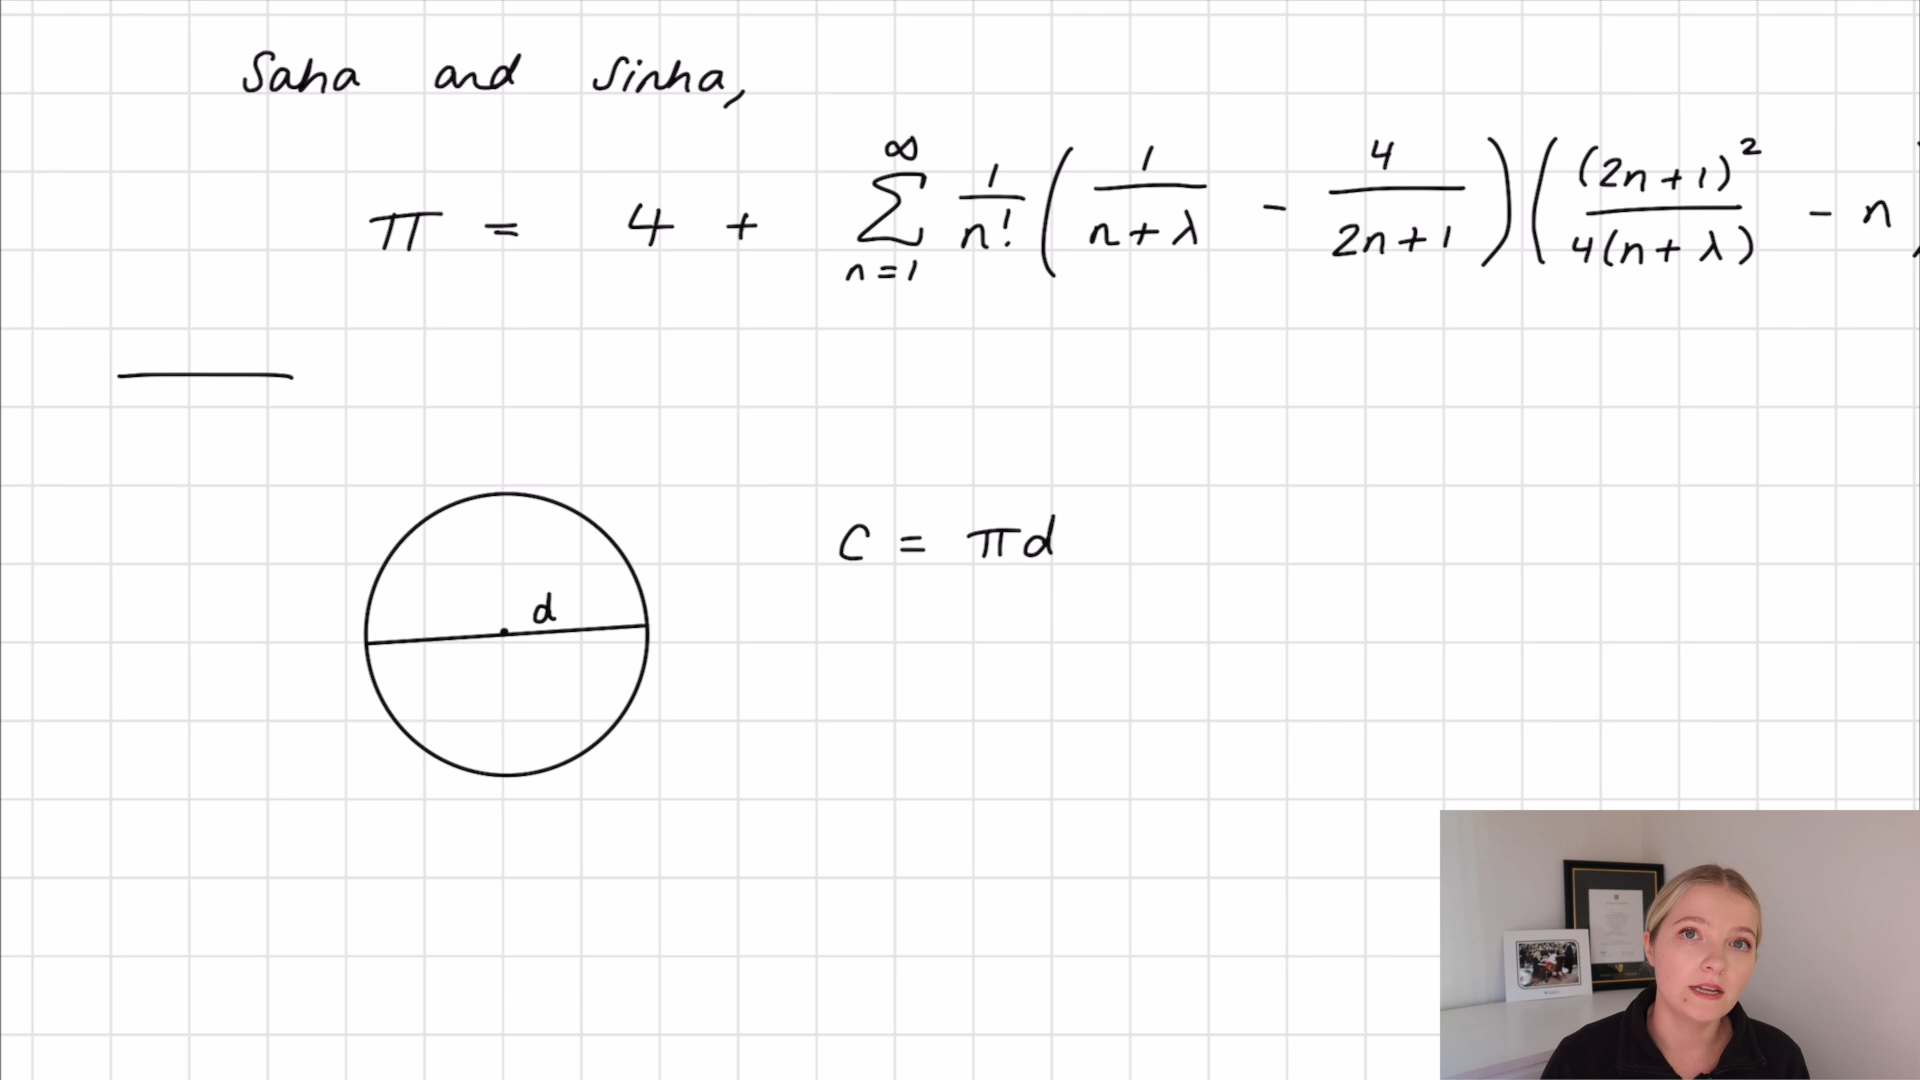 Saha and Sinha,
π = 4 + ∑_{n=1}^{∞} 1/n! (1/(n+λ) - 4/(2n+1)) ((2n+1)²/(4(n+λ)) - n
d
C = πd